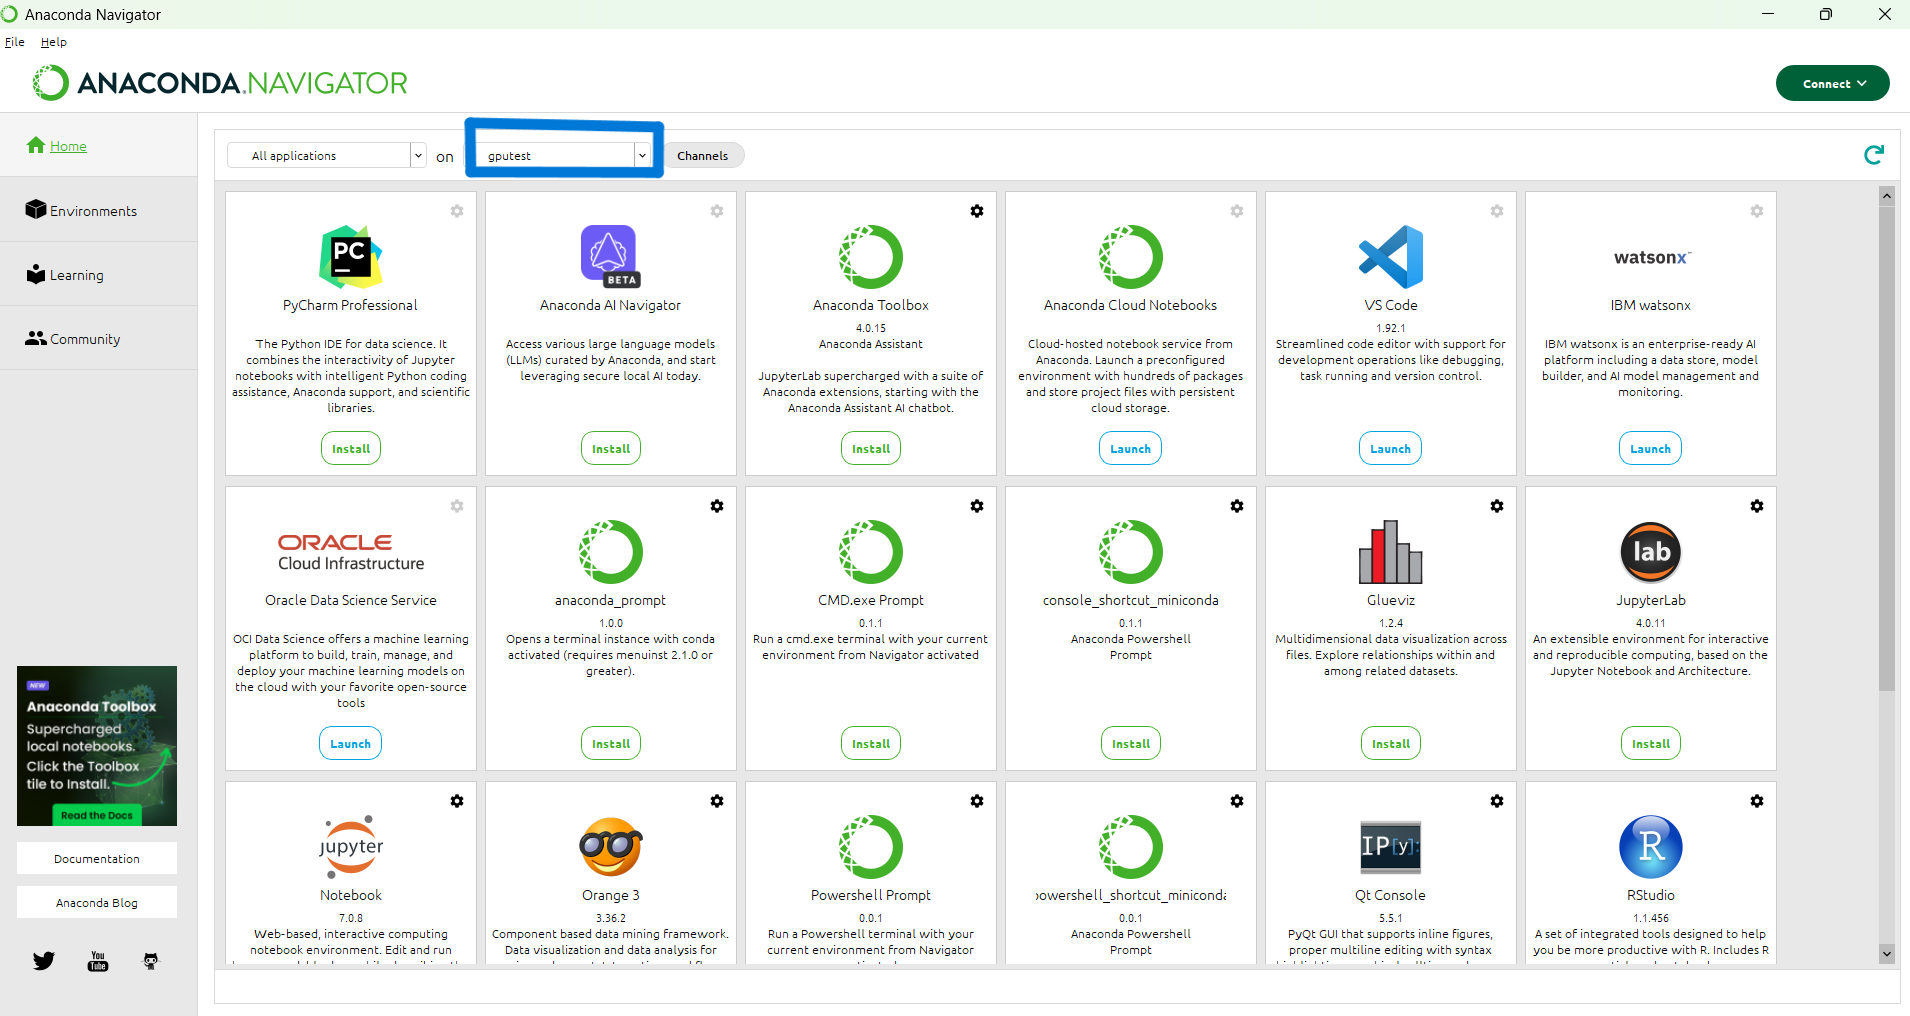 Anaconda Navigator
File Help
ANACONDA.NAVIGATOR
Connect
Home
Environments
Learning
Community
NEW
Anaconda Toolbox
Supercharged
local notebooks.
Click the Toolbox
tile to Install.
Read the Docs
Documentation
Anaconda Blog
You
Tube
All applications on gputest Channels
PC
PyCharm Professional
The Python IDE for data science. It
combines the interactivity of Jupyter
notebooks with intelligent Python coding
assistance, Anaconda support, and scientific
libraries.
Install
BETA
Anaconda AI Navigator
Access various large language models
(LLMs) curated by Anaconda, and start
leveraging secure local AI today.
Install
Anaconda Toolbox
4.0.15
Anaconda Assistant
JupyterLab supercharged with a suite of
Anaconda extensions, starting with the
Anaconda Assistant AI chatbot.
Install
Anaconda Cloud Notebooks
Cloud-hosted notebook service from
Anaconda. Launch a preconfigured
environment with hundreds of packages
and store project files with persistent
cloud storage.
Launch
VS Code
1.92.1
Streamlined code editor with support for
development operations like debugging,
task running and version control.
Launch
watsonx™
IBM watsonx
IBM watsonx is an enterprise-ready AI
platform including a data store, model
builder, and AI model management and
monitoring.
Launch
ORACLE
Cloud Infrastructure
Oracle Data Science Service
OCI Data Science offers a machine learning
platform to build, train, manage, and
deploy your machine learning models on
the cloud with your favorite open-source
tools
Launch
anaconda_prompt
1.0.0
Opens a terminal instance with conda
activated (requires menuinst 2.1.0 or
greater).
Install
CMD.exe Prompt
0.1.1
Run a cmd.exe terminal with your current
environment from Navigator activated
Install
console_shortcut_miniconda
0.1.1
Anaconda Powershell
Prompt
Install
Glueviz
1.2.4
Multidimensional data visualization across
files. Explore relationships within and
among related datasets.
Install
lab
JupyterLab
4.0.11
An extensible environment for interactive
and reproducible computing, based on the
Jupyter Notebook and Architecture.
Install
jupyter
Notebook
7.0.8
Web-based, interactive computing
notebook environment. Edit and run
Orange 3
3.36.2
Component based data mining framework.
Data visualization and data analysis for
Powershell Prompt
0.0.1
Run a Powershell terminal with your
current environment from Navigator
powershell_shortcut_miniconda
0.0.1
Anaconda Powershell
Prompt
IP[y]:
Qt Console
5.5.1
PyQt GUI that supports inline figures,
proper multiline editing with syntax
R
RStudio
1.1.456
A set of integrated tools designed to help
you be more productive with R. Includes R